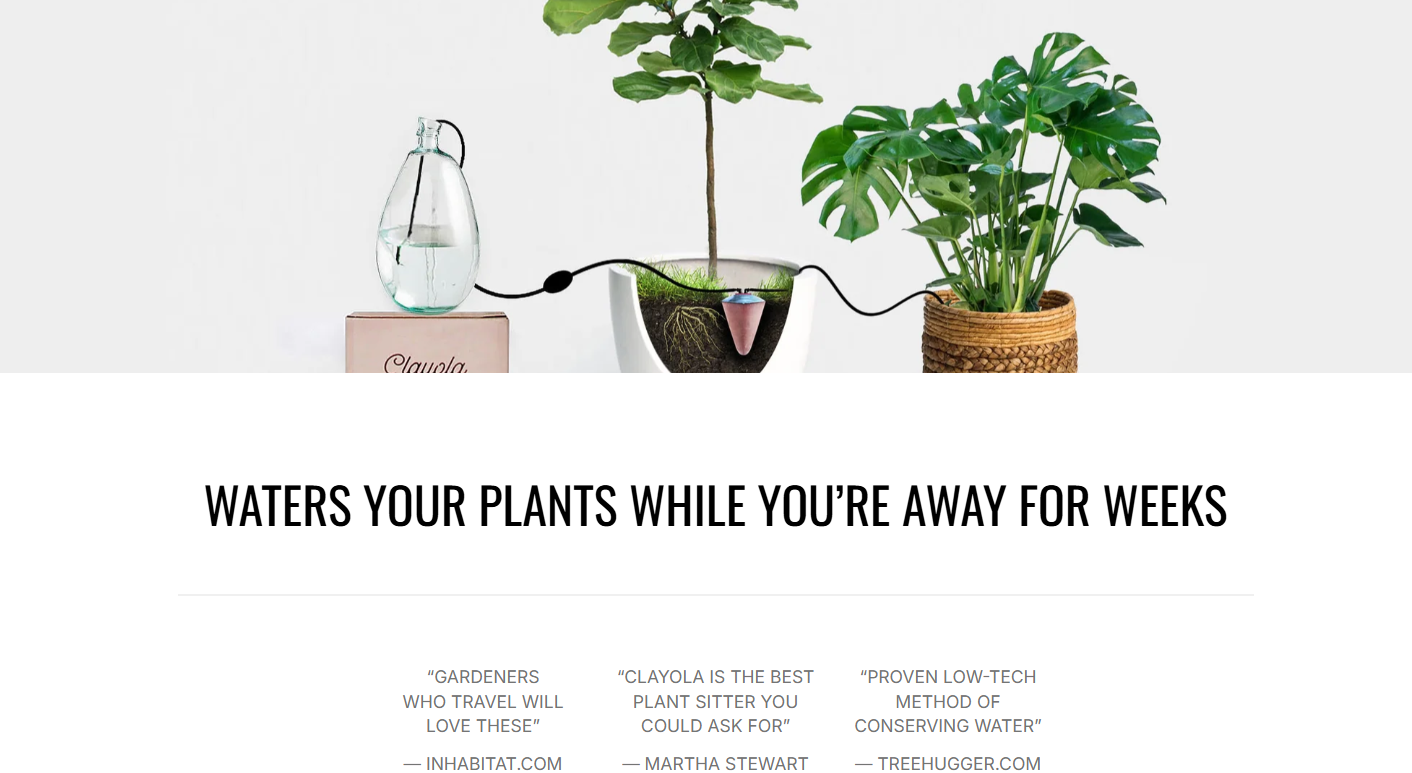 Clayola
WATERS YOUR PLANTS WHILE YOU’RE AWAY FOR WEEKS
“GARDENERS
WHO TRAVEL WILL
LOVE THESE”
— INHABITAT.COM
“CLAYOLA IS THE BEST
PLANT SITTER YOU
COULD ASK FOR”
— MARTHA STEWART
“PROVEN LOW-TECH
METHOD OF
CONSERVING WATER”
— TREEHUGGER.COM